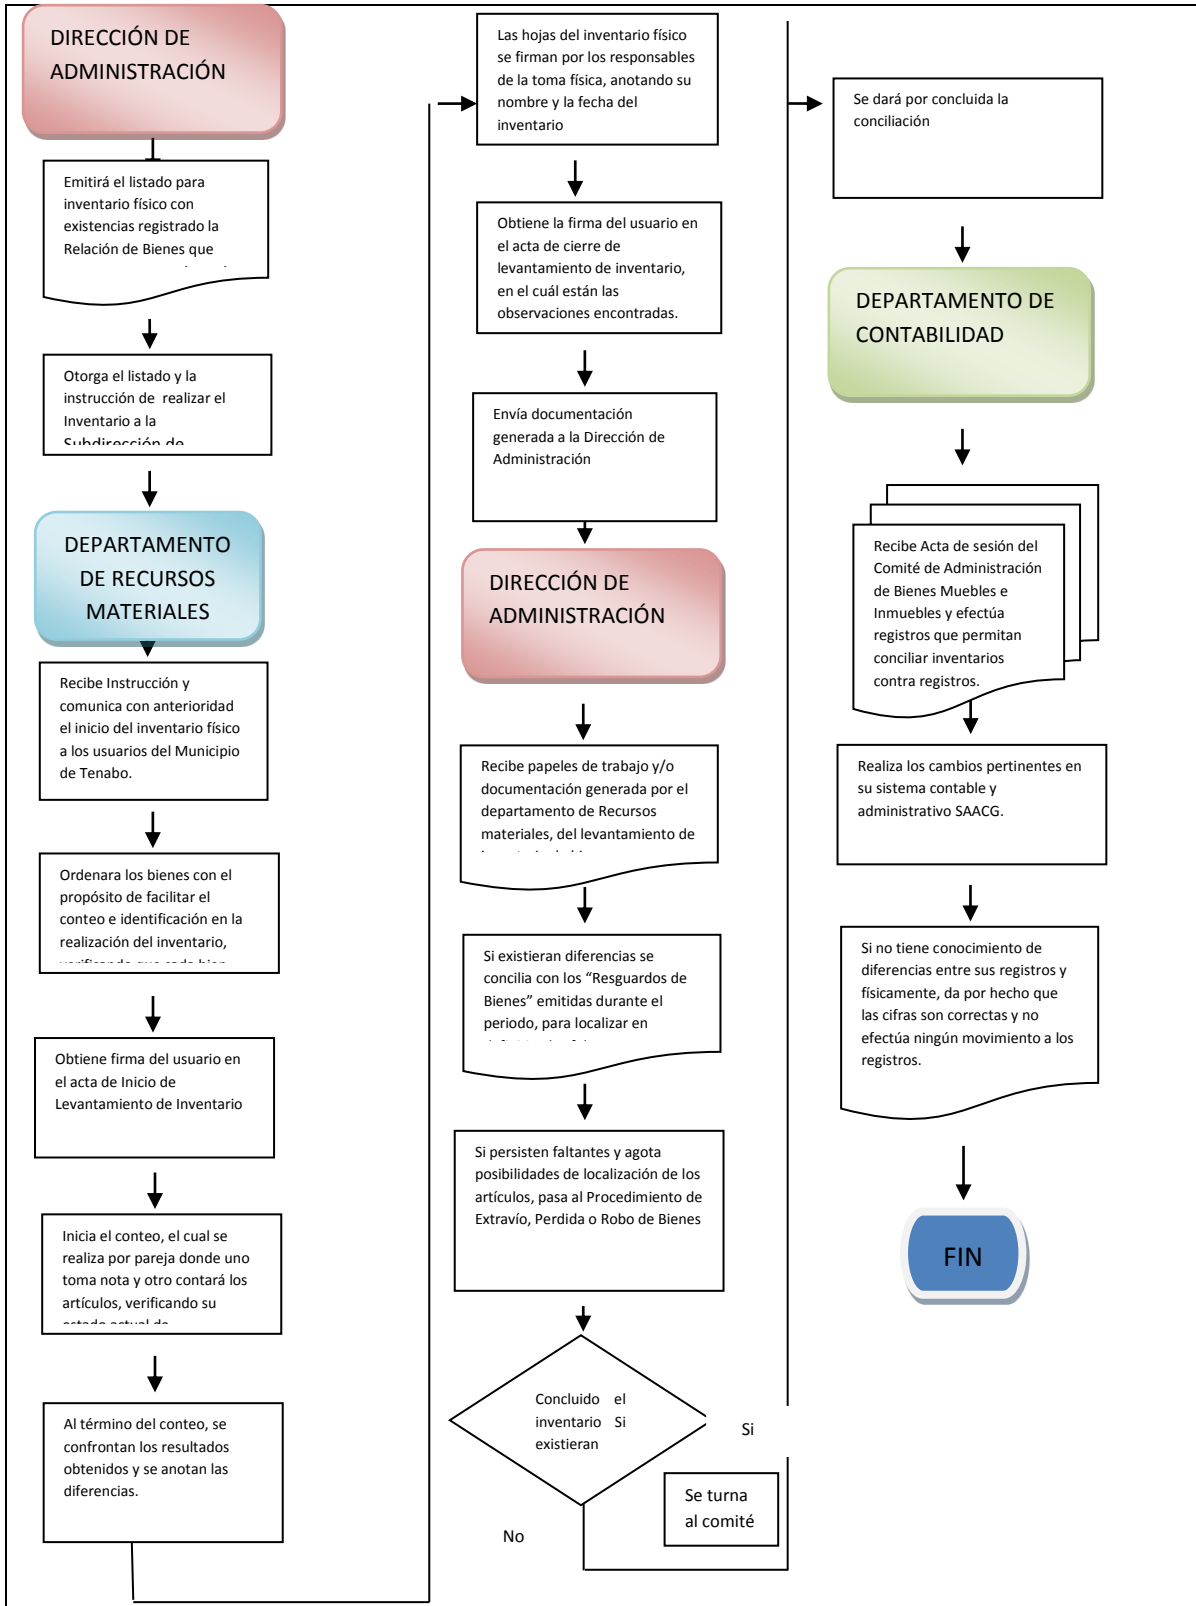 DIRECCIÓN DE
ADMINISTRACIÓN
Emitirá el listado para
inventario físico con
existencias registrado la
Relación de Bienes que
Otorga el listado y la
instrucción de realizar el
Inventario a la
Subdirección de
DEPARTAMENTO
DE RECURSOS
MATERIALES
Recibe Instrucción y
comunica con anterioridad
el inicio del inventario físico
a los usuarios del Municipio
de Tenabo.
Ordenara los bienes con el
propósito de facilitar el
conteo e identificación en la
realización del inventario,
verificando que cada bien
Obtiene firma del usuario en
el acta de Inicio de
Levantamiento de Inventario
Inicia el conteo, el cual se
realiza por pareja donde uno
toma nota y otro contará los
artículos, verificando su
estado actual de
Al término del conteo, se
confrontan los resultados
obtenidos y se anotan las
diferencias.
Las hojas del inventario físico
se firman por los responsables
de la toma física, anotando su
nombre y la fecha del
inventario
Obtiene la firma del usuario en
el acta de cierre de
levantamiento de inventario,
en el cuál están las
observaciones encontradas.
Envía documentación
generada a la Dirección de
Administración
DIRECCIÓN DE
ADMINISTRACIÓN
Recibe papeles de trabajo y/o
documentación generada por el
departamento de Recursos
materiales, del levantamiento de
Si existieran diferencias se
concilia con los “Resguardos de
Bienes” emitidas durante el
periodo, para localizar en
Si persisten faltantes y agota
posibilidades de localización de los
artículos, pasa al Procedimiento de
Extravío, Perdida o Robo de Bienes
Concluido el
inventario Si
existieran
Si
Se turna
al comité
No
Se dará por concluida la
conciliación
DEPARTAMENTO DE
CONTABILIDAD
Recibe Acta de sesión del
Comité de Administración
de Bienes Muebles e
Inmuebles y efectúa
registros que permitan
conciliar inventarios
contra registros.
Realiza los cambios pertinentes en
su sistema contable y
administrativo SAACG.
Si no tiene conocimiento de
diferencias entre sus registros y
físicamente, da por hecho que
las cifras son correctas y no
efectúa ningún movimiento a los
registros.
FIN